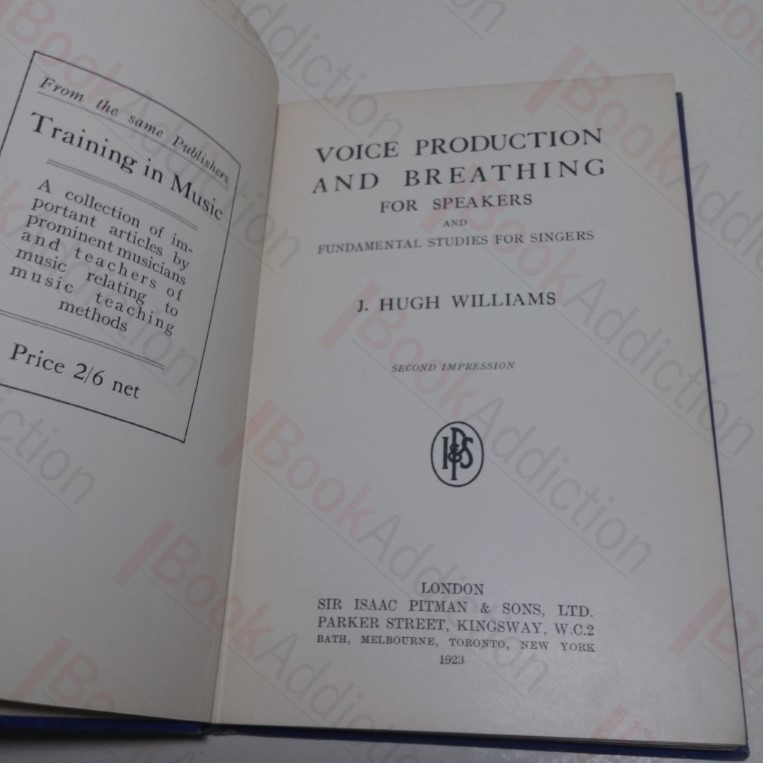 From the same Publishers
Training in Music
A collection of im-
portant articles by
prominent musicians
and teachers of
music relating to
music teaching
methods
Price 2/6 net
VOICE PRODUCTION
AND BREATHING
FOR SPEAKERS
AND
FUNDAMENTAL STUDIES FOR SINGERS
J. HUGH WILLIAMS
SECOND IMPRESSION
IP&S
LONDON
SIR ISAAC PITMAN & SONS, LTD.
PARKER STREET, KINGSWAY, W.C.2
BATH, MELBOURNE, TORONTO, NEW YORK
1923
BookAddiction